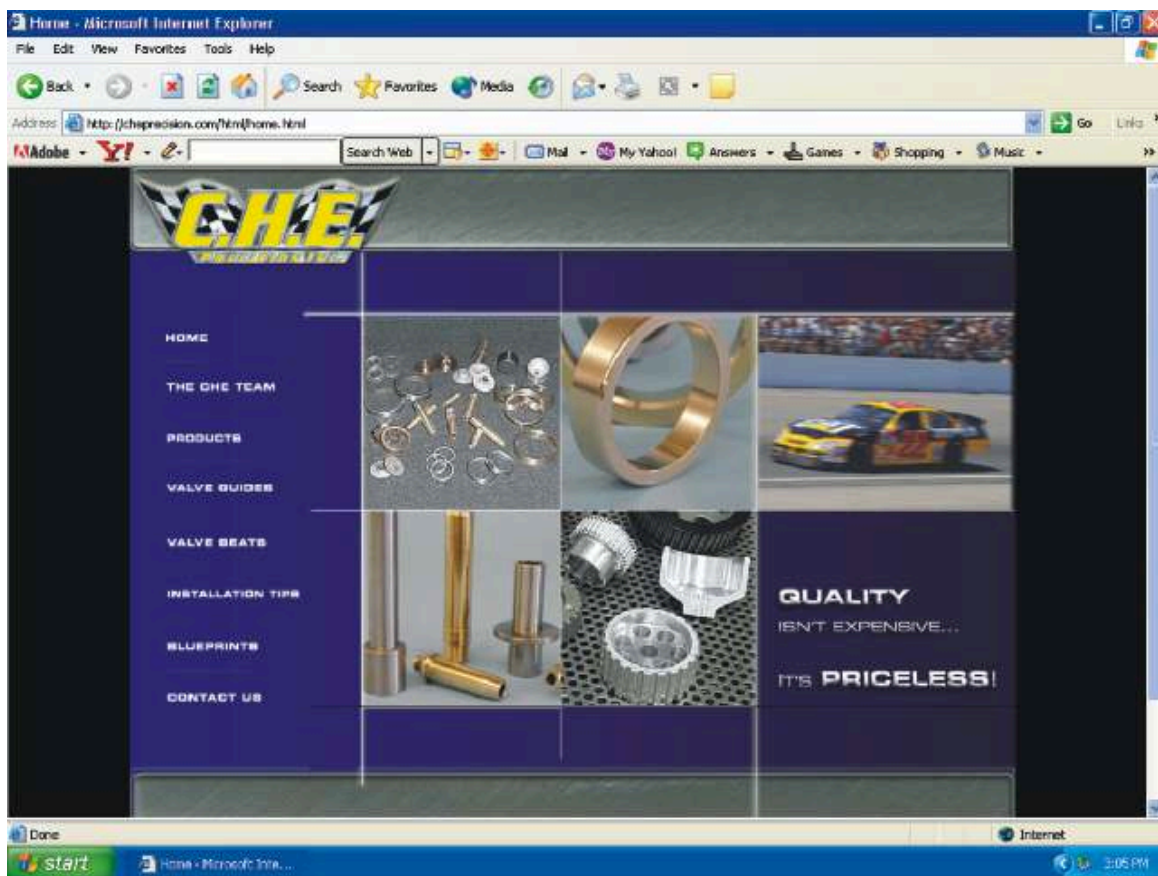 Home - Microsoft Internet Explorer
File Edit View Favorites Tools Help
Back Search Favorites Media
Address http://cheprecision.com/html/home.html Go Links
Adobe Y! Search Web Mail My Yahoo! Answers Games Shopping Music
C.H.E.
HOME
THE CHE TEAM
PRODUCTS
VALVE GUIDES
VALVE SEATS
INSTALLATION TIPS
BLUEPRINTS
CONTACT US
QUALITY
ISN'T EXPENSIVE...
IT'S PRICELESS!
Done Internet
start Home - Microsoft Inte... 3:05 PM